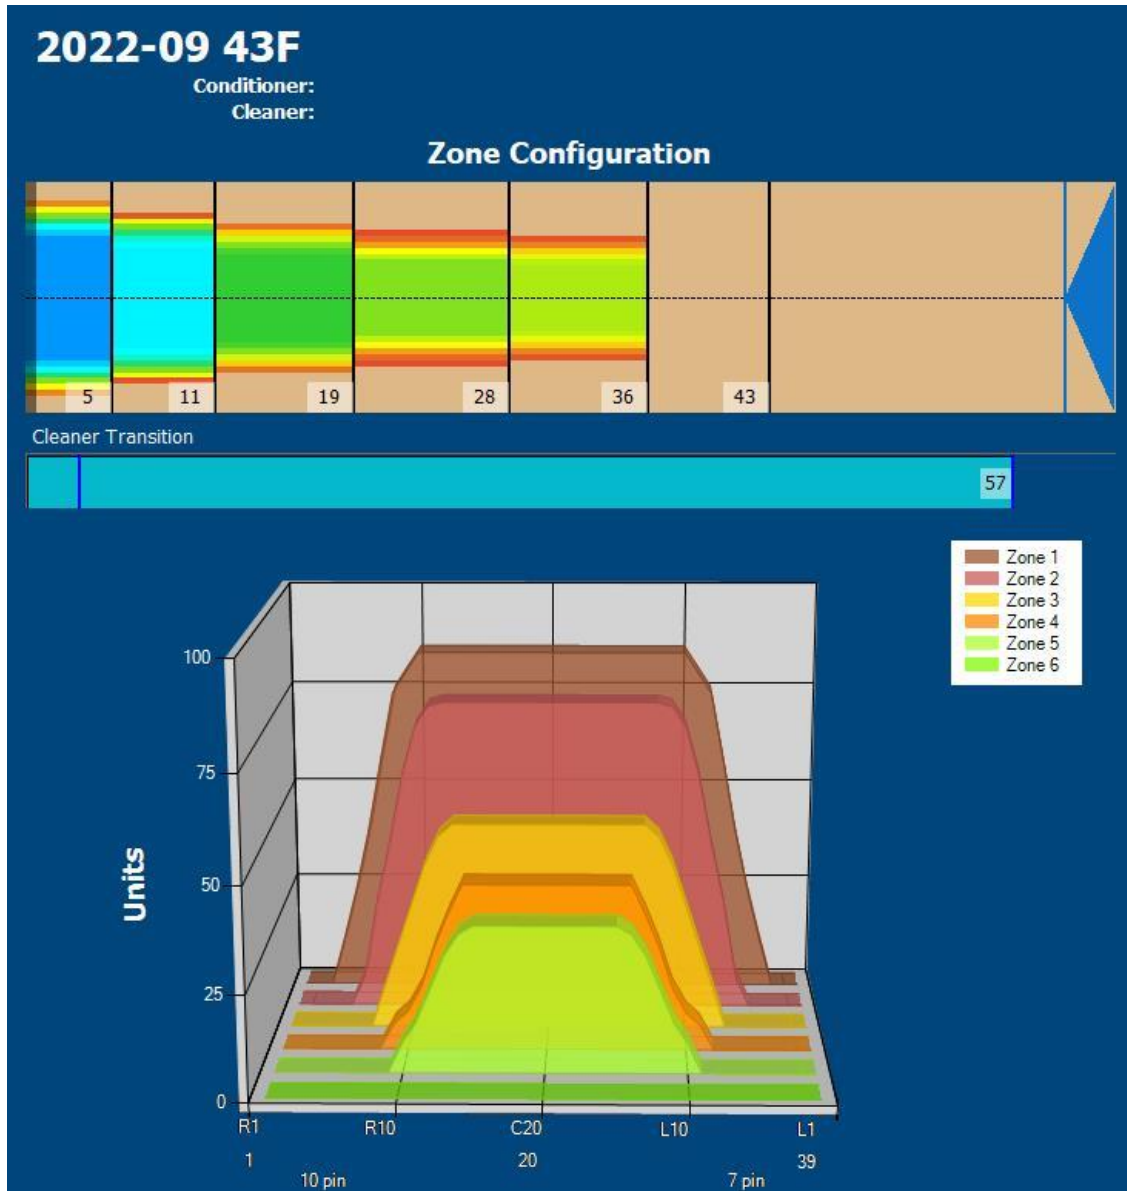 2022-09 43F
Conditioner:
Cleaner:
Zone Configuration
5 11 19 28 36 43
Cleaner Transition
57
Zone 1
Zone 2
Zone 3
Zone 4
Zone 5
Zone 6
100
75
50
25
0
Units
R1 R10 C20 L10 L1
1 20 39
10 pin 7 pin